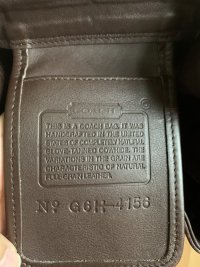 COACH
®
THIS IS A COACH BAG. IT WAS
HANDCRAFTED IN THE UNITED
STATES OF COMPLETELY NATURAL
GLOVE-TANNED COWHIDE. THE
VARIATIONS IN THE GRAIN ARE
CHARACTERISTIC OF NATURAL
FULL-GRAIN LEATHER.
Nº G6H-4156